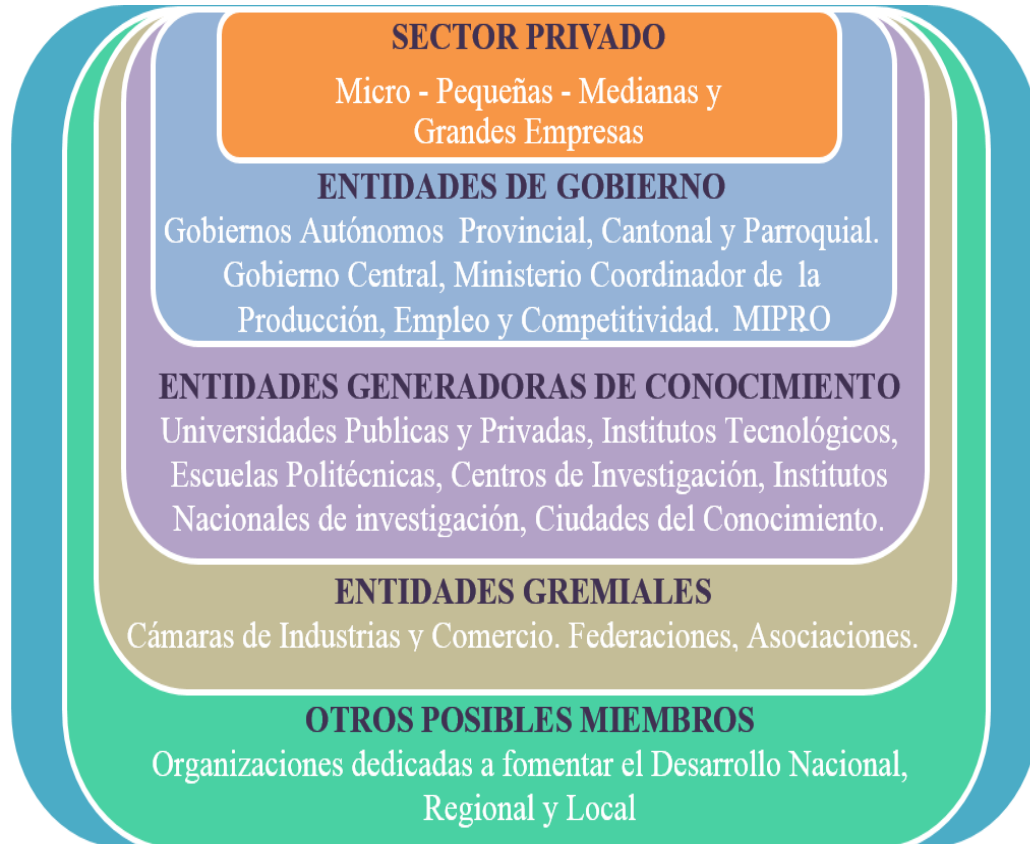 SECTOR PRIVADO
Micro - Pequeñas - Medianas y
Grandes Empresas
ENTIDADES DE GOBIERNO
Gobiernos Autónomos Provincial, Cantonal y Parroquial.
Gobierno Central, Ministerio Coordinador de la
Producción, Empleo y Competitividad. MIPRO
ENTIDADES GENERADORAS DE CONOCIMIENTO
Universidades Publicas y Privadas, Institutos Tecnológicos,
Escuelas Politécnicas, Centros de Investigación, Institutos
Nacionales de investigación, Ciudades del Conocimiento.
ENTIDADES GREMIALES
Cámaras de Industrias y Comercio. Federaciones, Asociaciones.
OTROS POSIBLES MIEMBROS
Organizaciones dedicadas a fomentar el Desarrollo Nacional,
Regional y Local